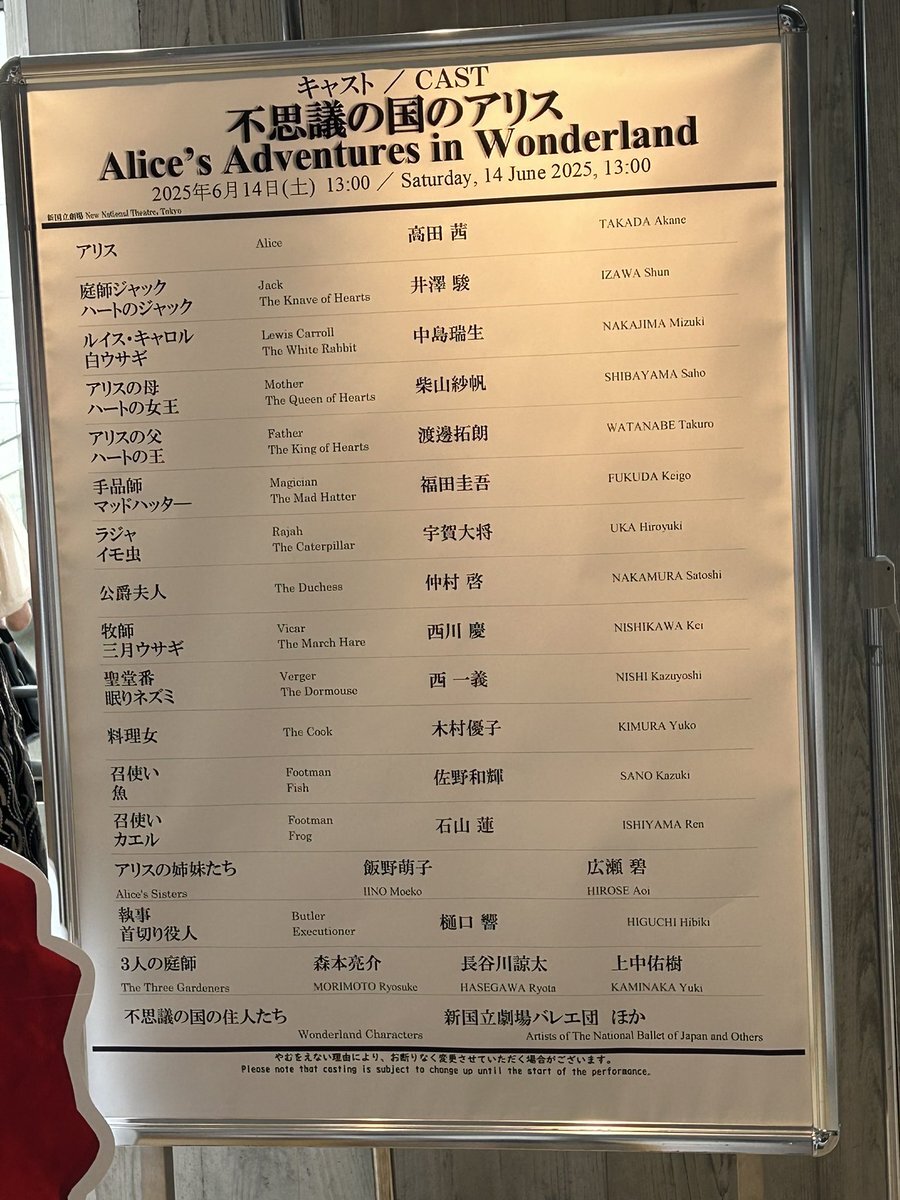 キャスト ／ CAST
不思議の国のアリス
Alice's Adventures in Wonderland
2025年6月14日(土) 13:00 ／ Saturday, 14 June 2025, 13:00
新国立劇場 New National Theatre, Tokyo
アリス Alice 高田 茜 TAKADA Akane
庭師ジャック Jack 井澤 駿 IZAWA Shun
ハートのジャック The Knave of Hearts
ルイス・キャロル Lewis Carroll 中島瑞生 NAKAJIMA Mizuki
白ウサギ The White Rabbit
アリスの母 Mother 柴山紗帆 SHIBAYAMA Saho
ハートの女王 The Queen of Hearts
アリスの父 Father 渡邊拓朗 WATANABE Takuro
ハートの王 The King of Hearts
手品師 Magician 福田圭吾 FUKUDA Keigo
マッドハッター The Mad Hatter
ラジャ Rajah 宇賀大将 UKA Hiroyuki
イモ虫 The Caterpillar
公爵夫人 The Duchess 仲村 啓 NAKAMURA Satoshi
牧師 Vicar 西川 慶 NISHIKAWA Kei
三月ウサギ The March Hare
聖堂番 Verger 西 一義 NISHI Kazuyoshi
眠りネズミ The Dormouse
料理女 The Cook 木村優子 KIMURA Yuko
召使い Footman 佐野和輝 SANO Kazuki
魚 Fish
召使い Footman 石山 蓮 ISHIYAMA Ren
カエル Frog
アリスの姉妹たち 飯野萌子 広瀬 碧
Alice's Sisters IINO Moeko HIROSE Aoi
執事 Butler 樋口 響 HIGUCHI Hibiki
首切り役人 Executioner
3人の庭師 森本亮介 長谷川諒太 上中佑樹
The Three Gardeners MORIMOTO Ryosuke HASEGAWA Ryota KAMINAKA Yuki
不思議の国の住人たち 新国立劇場バレエ団 ほか
Wonderland Characters Artists of The National Ballet of Japan and Others
やむをえない理由により、お断りなく変更させていただく場合がございます。
Please note that casting is subject to change up until the start of the performance.